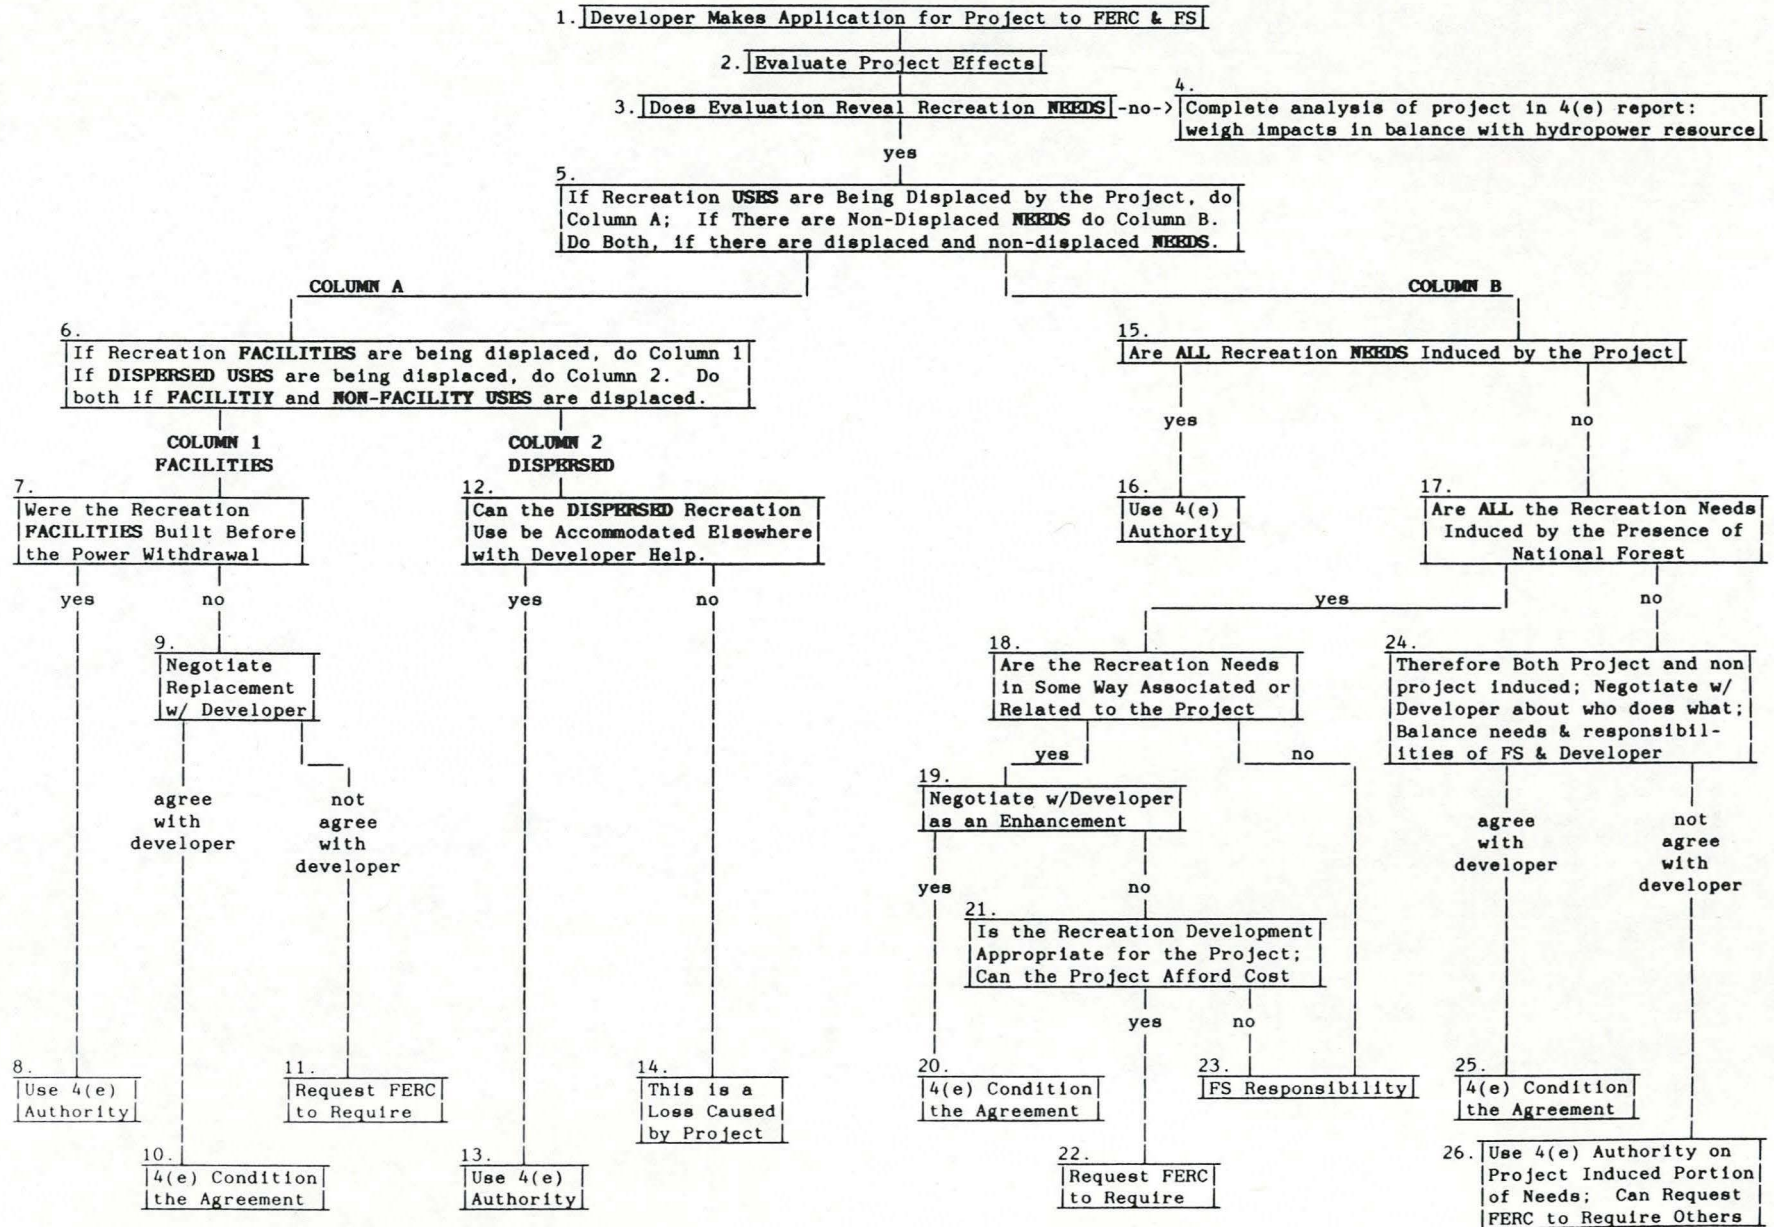 1. Developer Makes Application for Project to FERC & FS
2. Evaluate Project Effects
3. Does Evaluation Reveal Recreation NEEDS -no->
4.
Complete analysis of project in 4(e) report:
weigh impacts in balance with hydropower resource
yes
5.
If Recreation USES are Being Displaced by the Project, do
Column A; If There are Non-Displaced NEEDS do Column B.
Do Both, if there are displaced and non-displaced NEEDS.
COLUMN A
COLUMN B
6.
If Recreation FACILITIES are being displaced, do Column 1
If DISPERSED USES are being displaced, do Column 2. Do
both if FACILITIY and NON-FACILITY USES are displaced.
15.
Are ALL Recreation NEEDS Induced by the Project
yes
no
COLUMN 1
FACILITIES
COLUMN 2
DISPERSED
7.
Were the Recreation
FACILITIES Built Before
the Power Withdrawal
12.
Can the DISPERSED Recreation
Use be Accommodated Elsewhere
with Developer Help.
16.
Use 4(e)
Authority
17.
Are ALL the Recreation Needs
Induced by the Presence of
National Forest
yes
no
yes
no
yes
no
9.
Negotiate
Replacement
w/ Developer
18.
Are the Recreation Needs
in Some Way Associated or
Related to the Project
24.
Therefore Both Project and non
project induced; Negotiate w/
Developer about who does what;
Balance needs & responsibil-
ities of FS & Developer
yes
no
19.
Negotiate w/Developer
as an Enhancement
agree
with
developer
not
agree
with
developer
agree
with
developer
not
agree
with
developer
yes
no
21.
Is the Recreation Development
Appropriate for the Project;
Can the Project Afford Cost
yes
no
8.
Use 4(e)
Authority
11.
Request FERC
to Require
14.
This is a
Loss Caused
by Project
20.
4(e) Condition
the Agreement
23.
FS Responsibility
25.
4(e) Condition
the Agreement
10.
4(e) Condition
the Agreement
13.
Use 4(e)
Authority
22.
Request FERC
to Require
26. Use 4(e) Authority on
Project Induced Portion
of Needs; Can Request
FERC to Require Others